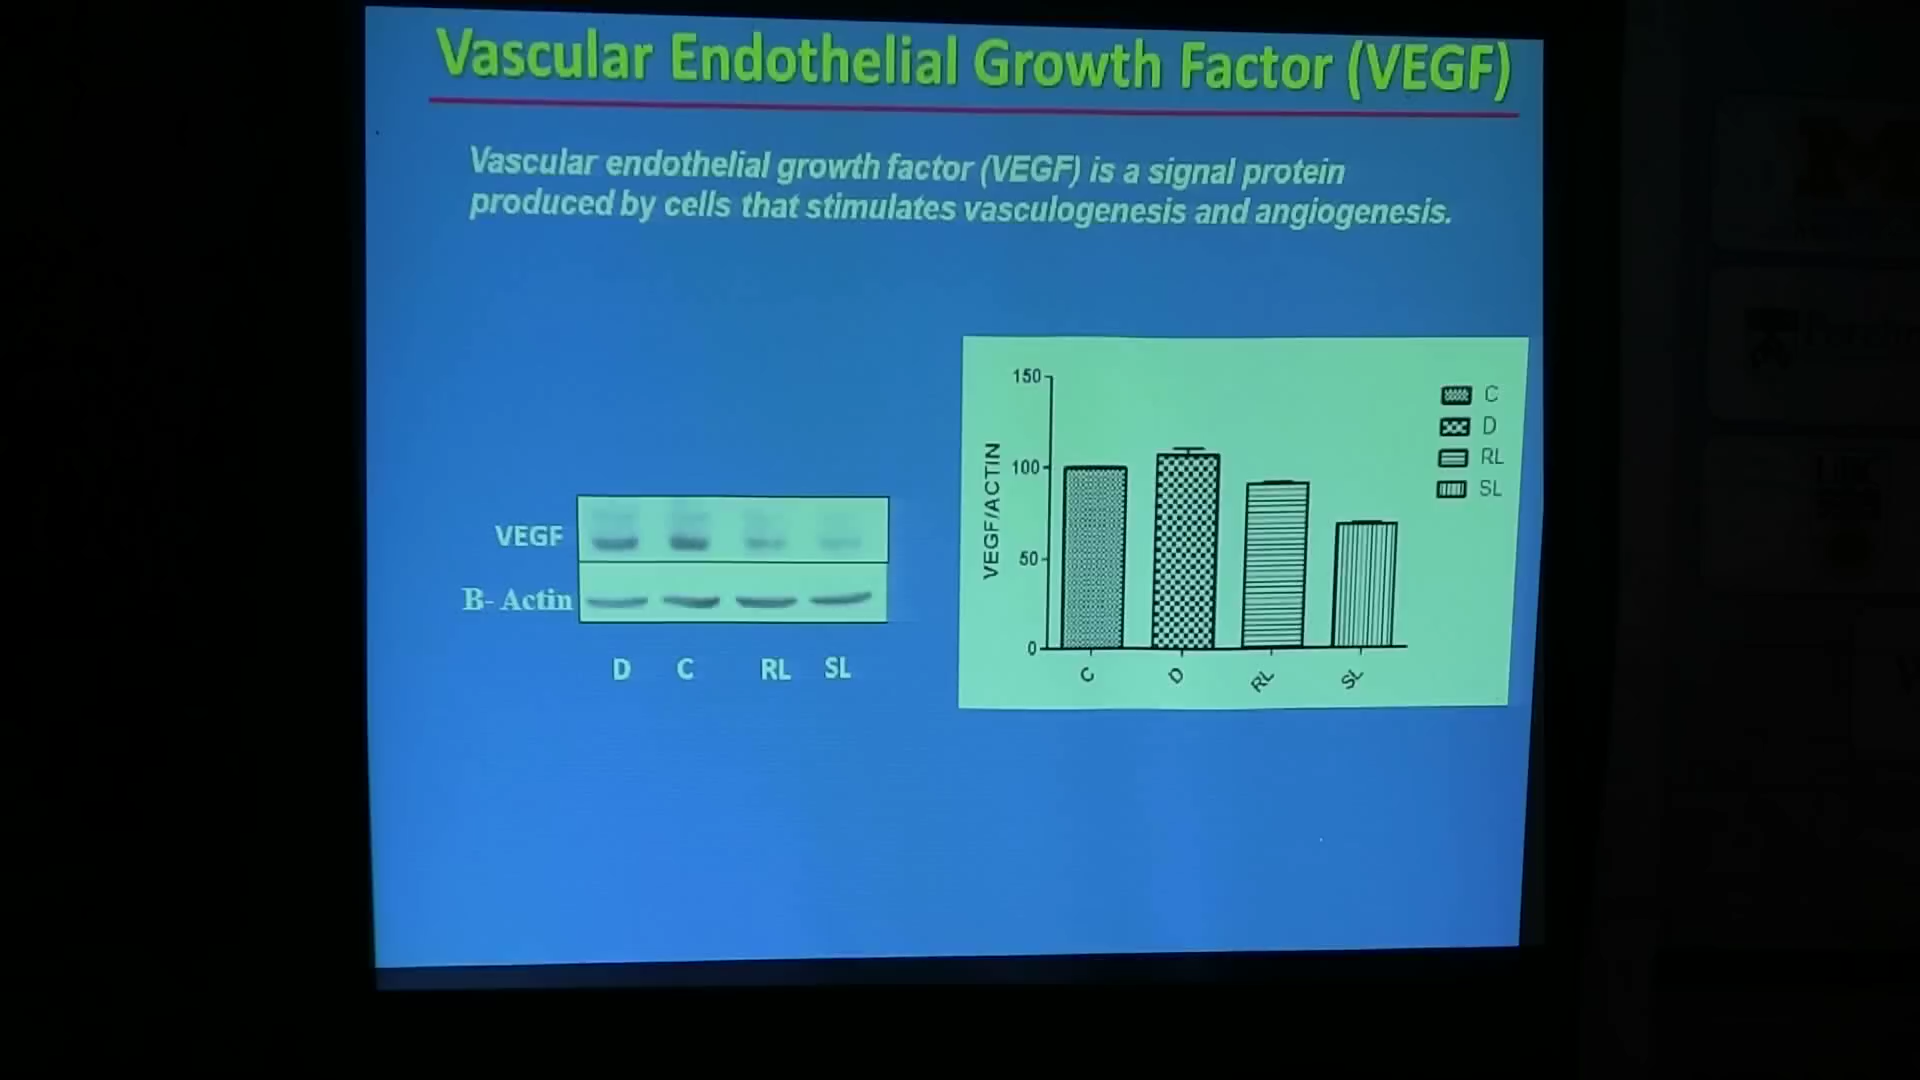 Vascular Endothelial Growth Factor (VEGF)
Vascular endothelial growth factor (VEGF) is a signal protein
produced by cells that stimulates vasculogenesis and angiogenesis.
VEGF
B- Actin
D C RL SL
VEGF/ACTIN
150
100
50
0
C D RL SL
C
D
RL
SL